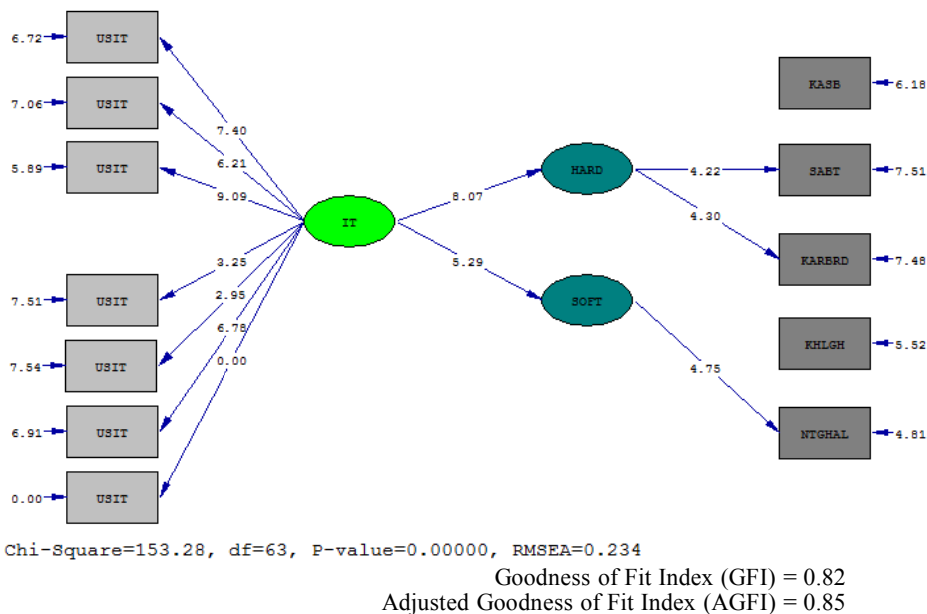 6.72 USIT
7.06 USIT
5.89 USIT
7.51 USIT
7.54 USIT
6.91 USIT
0.00 USIT
7.40
6.21
9.09
3.25
2.95
6.78
0.00
IT
8.07
5.29
HARD
SOFT
4.22
4.30
4.75
KASB 6.18
SABT 7.51
KARBRD 7.48
KHLGH 5.52
NTGHAL 4.81
Chi-Square=153.28, df=63, P-value=0.00000, RMSEA=0.234
Goodness of Fit Index (GFI) = 0.82
Adjusted Goodness of Fit Index (AGFI) = 0.85